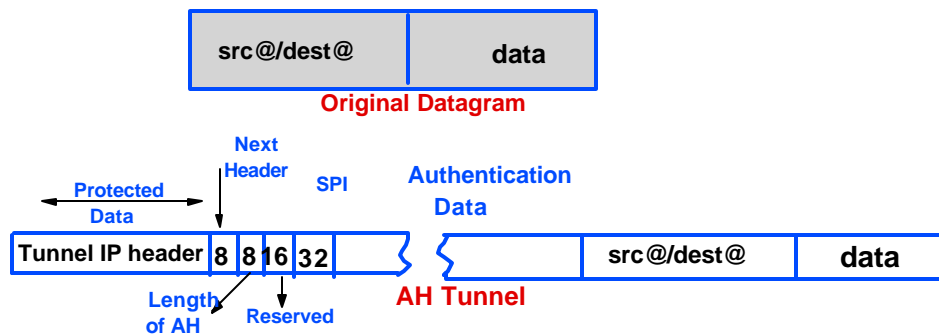 src@/dest@ data
Original Datagram
Next
Header
SPI
Authentication
Data
Protected
Data
Tunnel IP header 8 8 16 32 src@/dest@ data
AH Tunnel
Length
of AH
Reserved